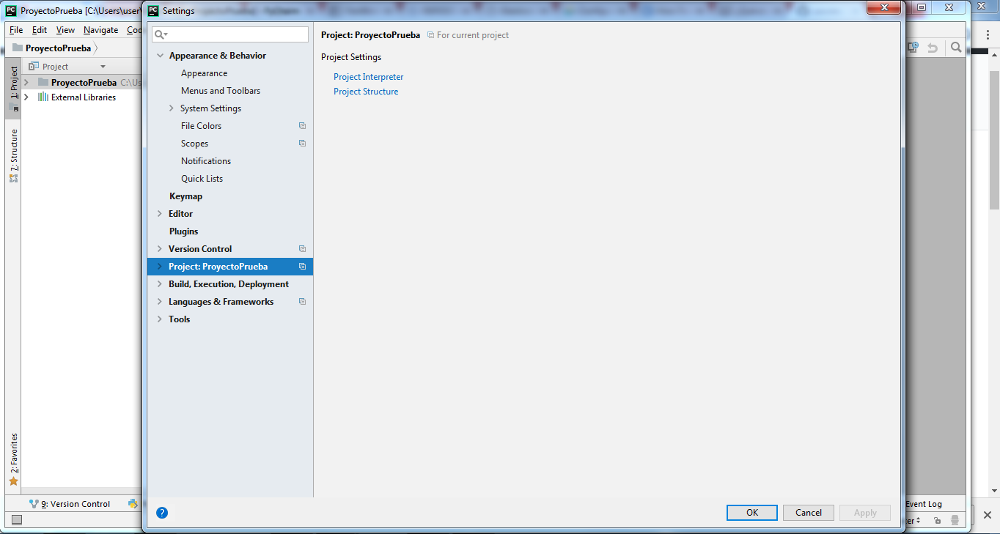 PC ProyectoPrueba [C:\Users\user\
PC Settings
File Edit View Navigate
ProyectoPrueba
Project
ProyectoPrueba C:\Us
External Libraries
1: Project
7: Structure
2: Favorites
Appearance & Behavior
Appearance
Menus and Toolbars
System Settings
File Colors
Scopes
Notifications
Quick Lists
Keymap
Editor
Plugins
Version Control
Project: ProyectoPrueba
Build, Execution, Deployment
Languages & Frameworks
Tools
Project: ProyectoPrueba For current project
Project Settings
Project Interpreter
Project Structure
?
OK Cancel Apply
9: Version Control
Event Log